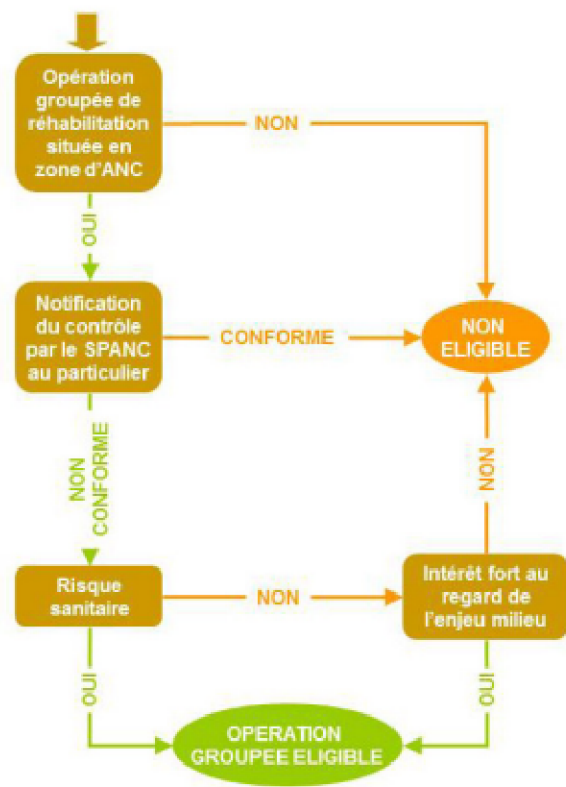 Opération
groupée de
réhabilitation
située en
zone d'ANC
NON
OUI
Notification
du contrôle
par le SPANC
au particulier
CONFORME
NON
ELIGIBLE
NON
CONFORME
NON
Risque
sanitaire
NON
Intérêt fort au
regard de
l'enjeu milieu
OUI
OUI
OPERATION
GROUPEE ELIGIBLE